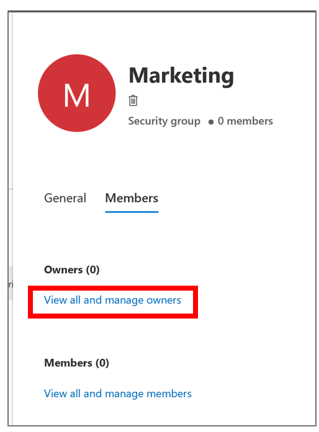 M
Marketing
Security group ● 0 members
General Members
Owners (0)
View all and manage owners
Members (0)
View all and manage members